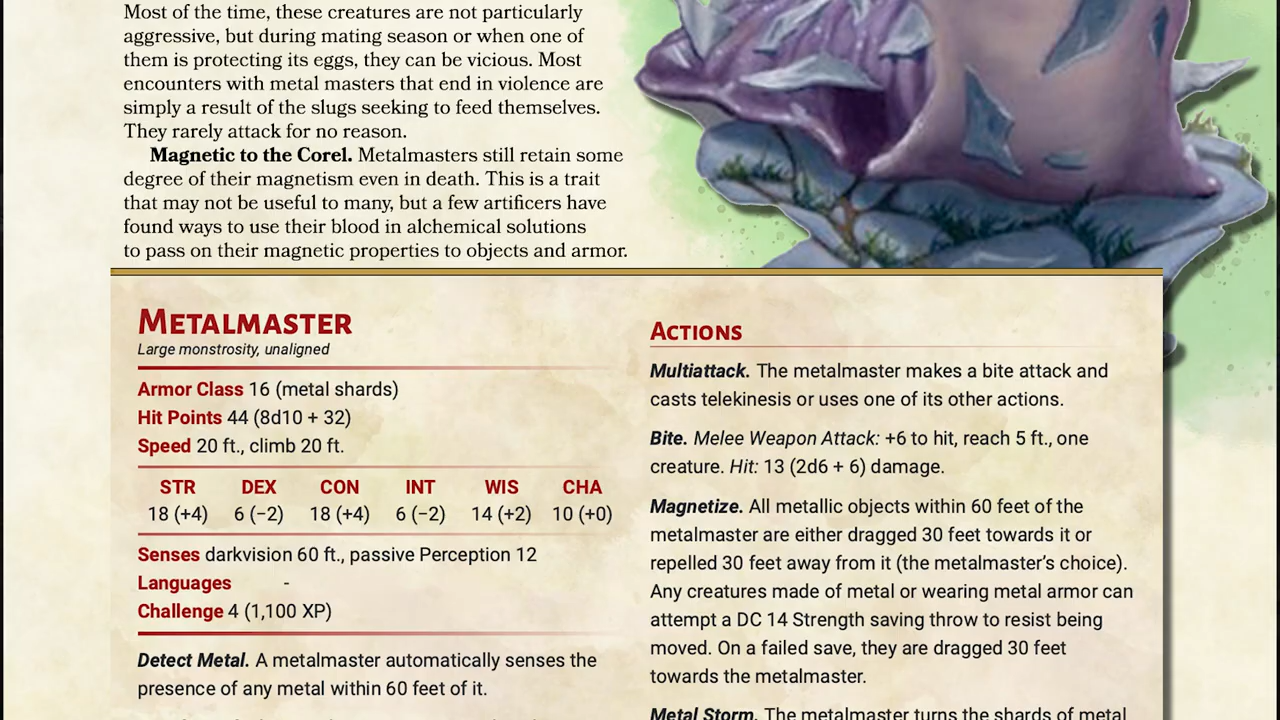 Most of the time, these creatures are not particularly
aggressive, but during mating season or when one of
them is protecting its eggs, they can be vicious. Most
encounters with metal masters that end in violence are
simply a result of the slugs seeking to feed themselves.
They rarely attack for no reason.
Magnetic to the Corel. Metalmasters still retain some
degree of their magnetism even in death. This is a trait
that may not be useful to many, but a few artificers have
found ways to use their blood in alchemical solutions
to pass on their magnetic properties to objects and armor.
Metalmaster
Large monstrosity, unaligned
Armor Class 16 (metal shards)
Hit Points 44 (8d10 + 32)
Speed 20 ft., climb 20 ft.
STR DEX CON INT WIS CHA
18 (+4) 6 (−2) 18 (+4) 6 (−2) 14 (+2) 10 (+0)
Senses darkvision 60 ft., passive Perception 12
Languages -
Challenge 4 (1,100 XP)
Detect Metal. A metalmaster automatically senses the
presence of any metal within 60 feet of it.
Actions
Multiattack. The metalmaster makes a bite attack and
casts telekinesis or uses one of its other actions.
Bite. Melee Weapon Attack: +6 to hit, reach 5 ft., one
creature. Hit: 13 (2d6 + 6) damage.
Magnetize. All metallic objects within 60 feet of the
metalmaster are either dragged 30 feet towards it or
repelled 30 feet away from it (the metalmaster's choice).
Any creatures made of metal or wearing metal armor can
attempt a DC 14 Strength saving throw to resist being
moved. On a failed save, they are dragged 30 feet
towards the metalmaster.
Metal Storm. The metalmaster turns the shards of metal